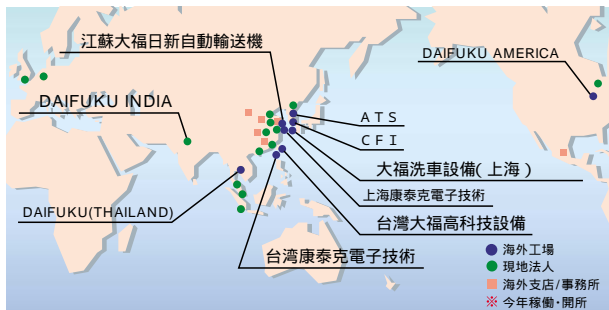 江蘇大福日新自動輸送機
DAIFUKU AMERICA
DAIFUKU INDIA
ATS
CFI
大福洗車設備(上海)
上海康泰克電子技術
DAIFUKU(THAILAND)
台灣大福高科技設備
台湾康泰克電子技術
海外工場
現地法人
海外支店/事務所
※ 今年稼働・開所